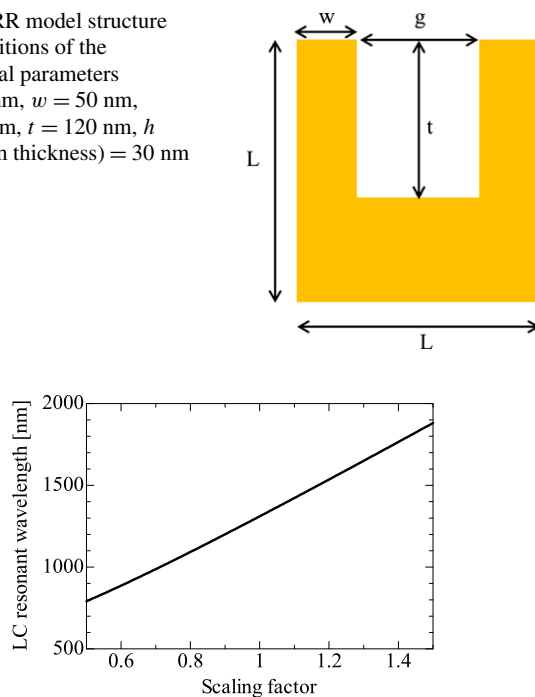 RR model structure
itions of the
al parameters
nm, w = 50 nm,
m, t = 120 nm, h
n thickness) = 30 nm
w
g
t
L
L
2000
1500
1000
500
LC resonant wavelength [nm]
0.6 0.8 1 1.2 1.4
Scaling factor